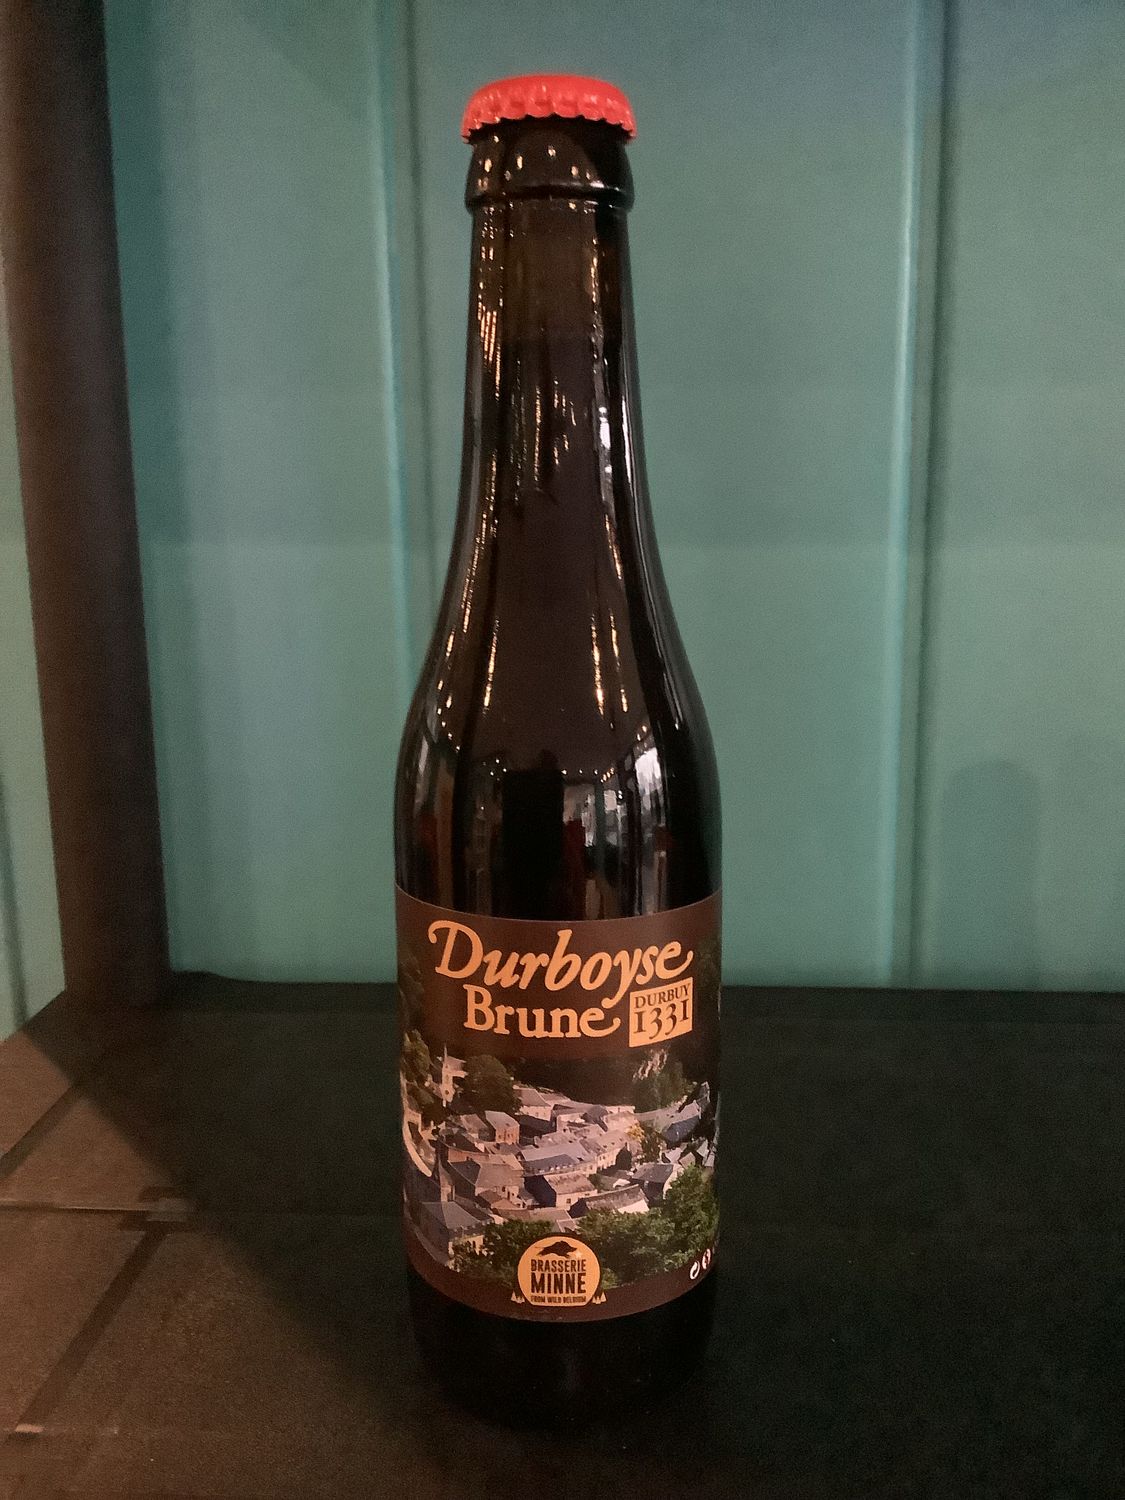 Durboyse
Brune
DURBUY
1331
BRASSERIE
MINNE
FROM WILD BELGIUM